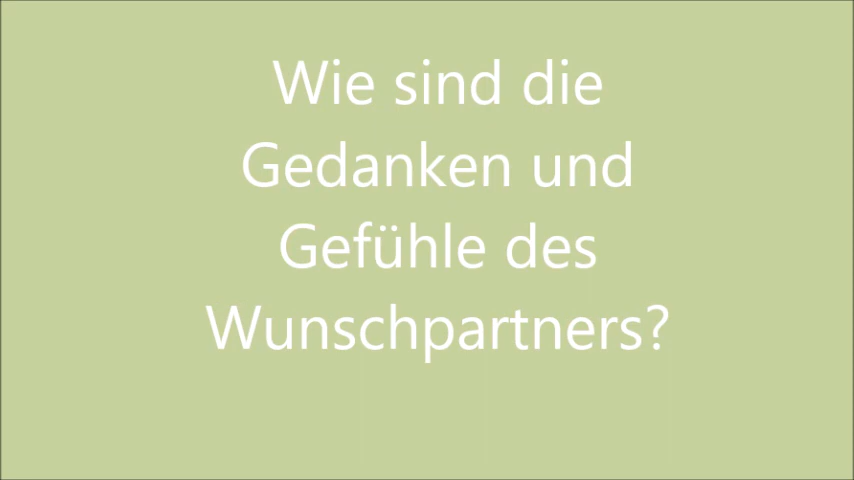 Wie sind die
Gedanken und
Gefühle des
Wunschpartners?